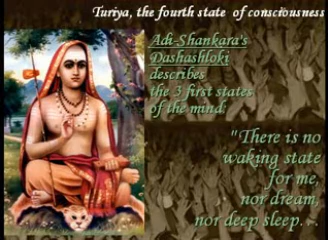 Turiya, the fourth state of consciousness
Adi-Shankara's
Dashashloki
describes
the 3 first states
of the mind:
"There is no
waking state
for me,
nor dream,
nor deep sleep. . .